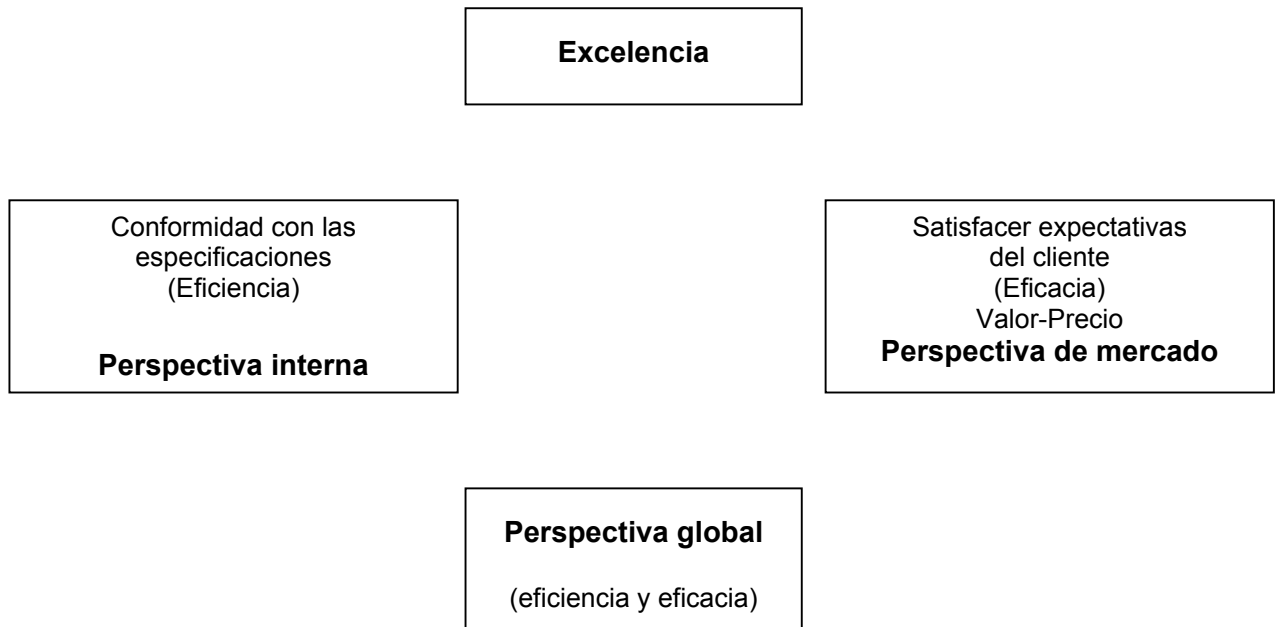 Excelencia
Conformidad con las
especificaciones
(Eficiencia)
Perspectiva interna
Satisfacer expectativas
del cliente
(Eficacia)
Valor-Precio
Perspectiva de mercado
Perspectiva global
(eficiencia y eficacia)